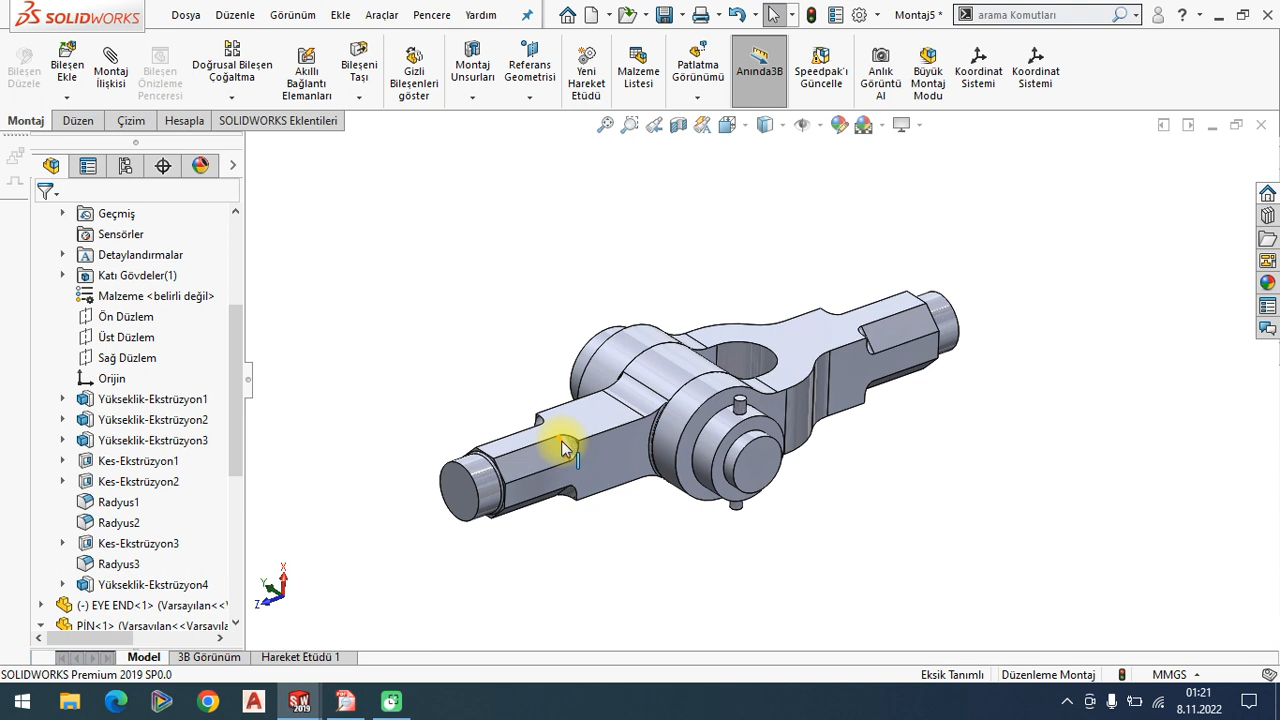 SOLIDWORKS
Dosya
Düzenle
Görünüm
Ekle
Araçlar
Pencere
Yardım
Montaj5 *
arama Komutları
Bileşen Düzenle
Bileşen Ekle
Montaj İlişkisi
Bileşen Önizleme Penceresi
Doğrusal Bileşen Çoğaltma
Akıllı Bağlantı Elemanları
Bileşeni Taşı
Gizli Bileşenleri göster
Montaj Unsurları
Referans Geometrisi
Yeni Hareket Etüdü
Malzeme Listesi
Patlatma Görünümü
Anında3B
Speedpak'ı Güncelle
Anlık Görüntü Al
Büyük Montaj Modu
Koordinat Sistemi
Koordinat Sistemi
Montaj
Düzen
Çizim
Hesapla
SOLIDWORKS Eklentileri
Geçmiş
Sensörler
Detaylandırmalar
Katı Gövdeler(1)
Malzeme <belirli değil>
Ön Düzlem
Üst Düzlem
Sağ Düzlem
Orijin
Yükseklik-Ekstrüzyon1
Yükseklik-Ekstrüzyon2
Yükseklik-Ekstrüzyon3
Kes-Ekstrüzyon1
Kes-Ekstrüzyon2
Radyus1
Radyus2
Kes-Ekstrüzyon3
Radyus3
Yükseklik-Ekstrüzyon4
(-) EYE END<1> (Varsayılan<<V
PİN<1> (Varsayılan<<Varsayıla
X
Y
Z
Model
3B Görünüm
Hareket Etüdü 1
SOLIDWORKS Premium 2019 SP0.0
Eksik Tanımlı
Düzenleme Montaj
MMGS
01:21
8.11.2022